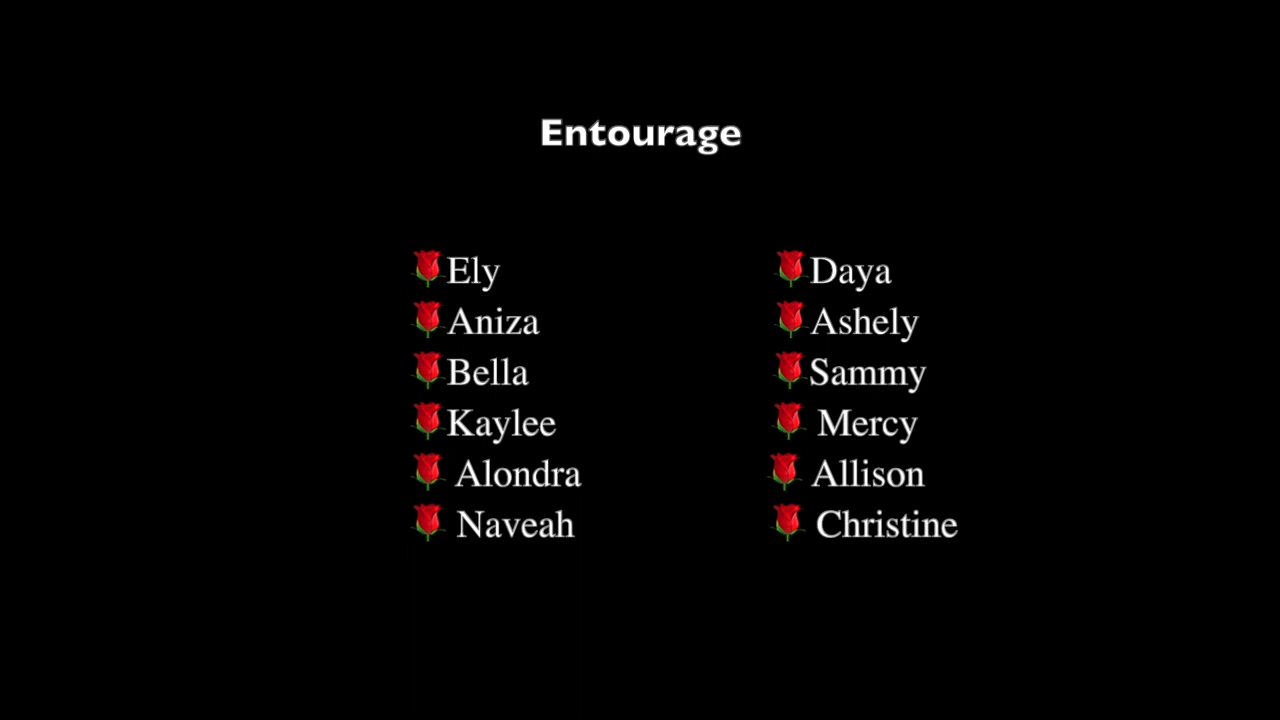 Entourage
🌹Ely
🌹Aniza
🌹Bella
🌹Kaylee
🌹 Alondra
🌹 Naveah
🌹Daya
🌹Ashely
🌹Sammy
🌹 Mercy
🌹 Allison
🌹 Christine